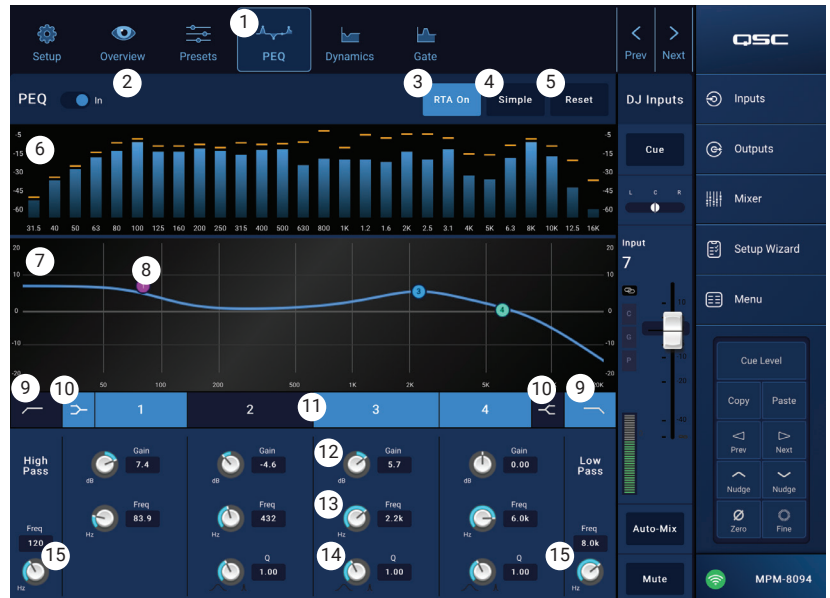 1
Setup
Overview
Presets
PEQ
Dynamics
Gate
Prev
Next
QSC
2
3
4
5
PEQ
In
RTA On
Simple
Reset
DJ Inputs
Inputs
6
-5 -5
-15 -15
-30 -30
-45 -45
-60 -60
31.5 40 50 63 80 100 125 160 200 250 315 400 500 630 800 1K 1.2 1.6 2K 2.5 3.1 4K 5K 6.3 8K 10K 12.5 16K
Cue
Outputs
L C R
Mixer
7
8
20 20
10 10
0 0
-10 -10
-20 -20
1
3
4
50 100 200 500 1K 2K 5K 20K
Input
7
Setup Wizard
C
G
P
10
10
30
40
Menu
9
10
11
10
9
1
2
3
4
Cue Level
Copy
Paste
Prev
Next
Nudge
Nudge
Zero
Fine
High
Pass
Gain
7.4
dB
Gain
-4.6
dB
12
Gain
5.7
dB
Gain
0.00
dB
Low
Pass
Freq
83.9
Hz
Freq
432
Hz
13
Freq
2.2k
Hz
Freq
6.0k
Hz
Freq
120
15
Hz
Q
1.00
14
Q
1.00
Q
1.00
Freq
8.0k
15
Hz
Auto-Mix
Mute
MPM-8094